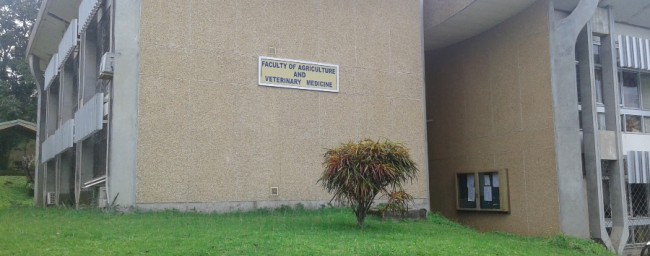 FACULTY OF AGRICULTURE
AND
VETERINARY MEDICINE